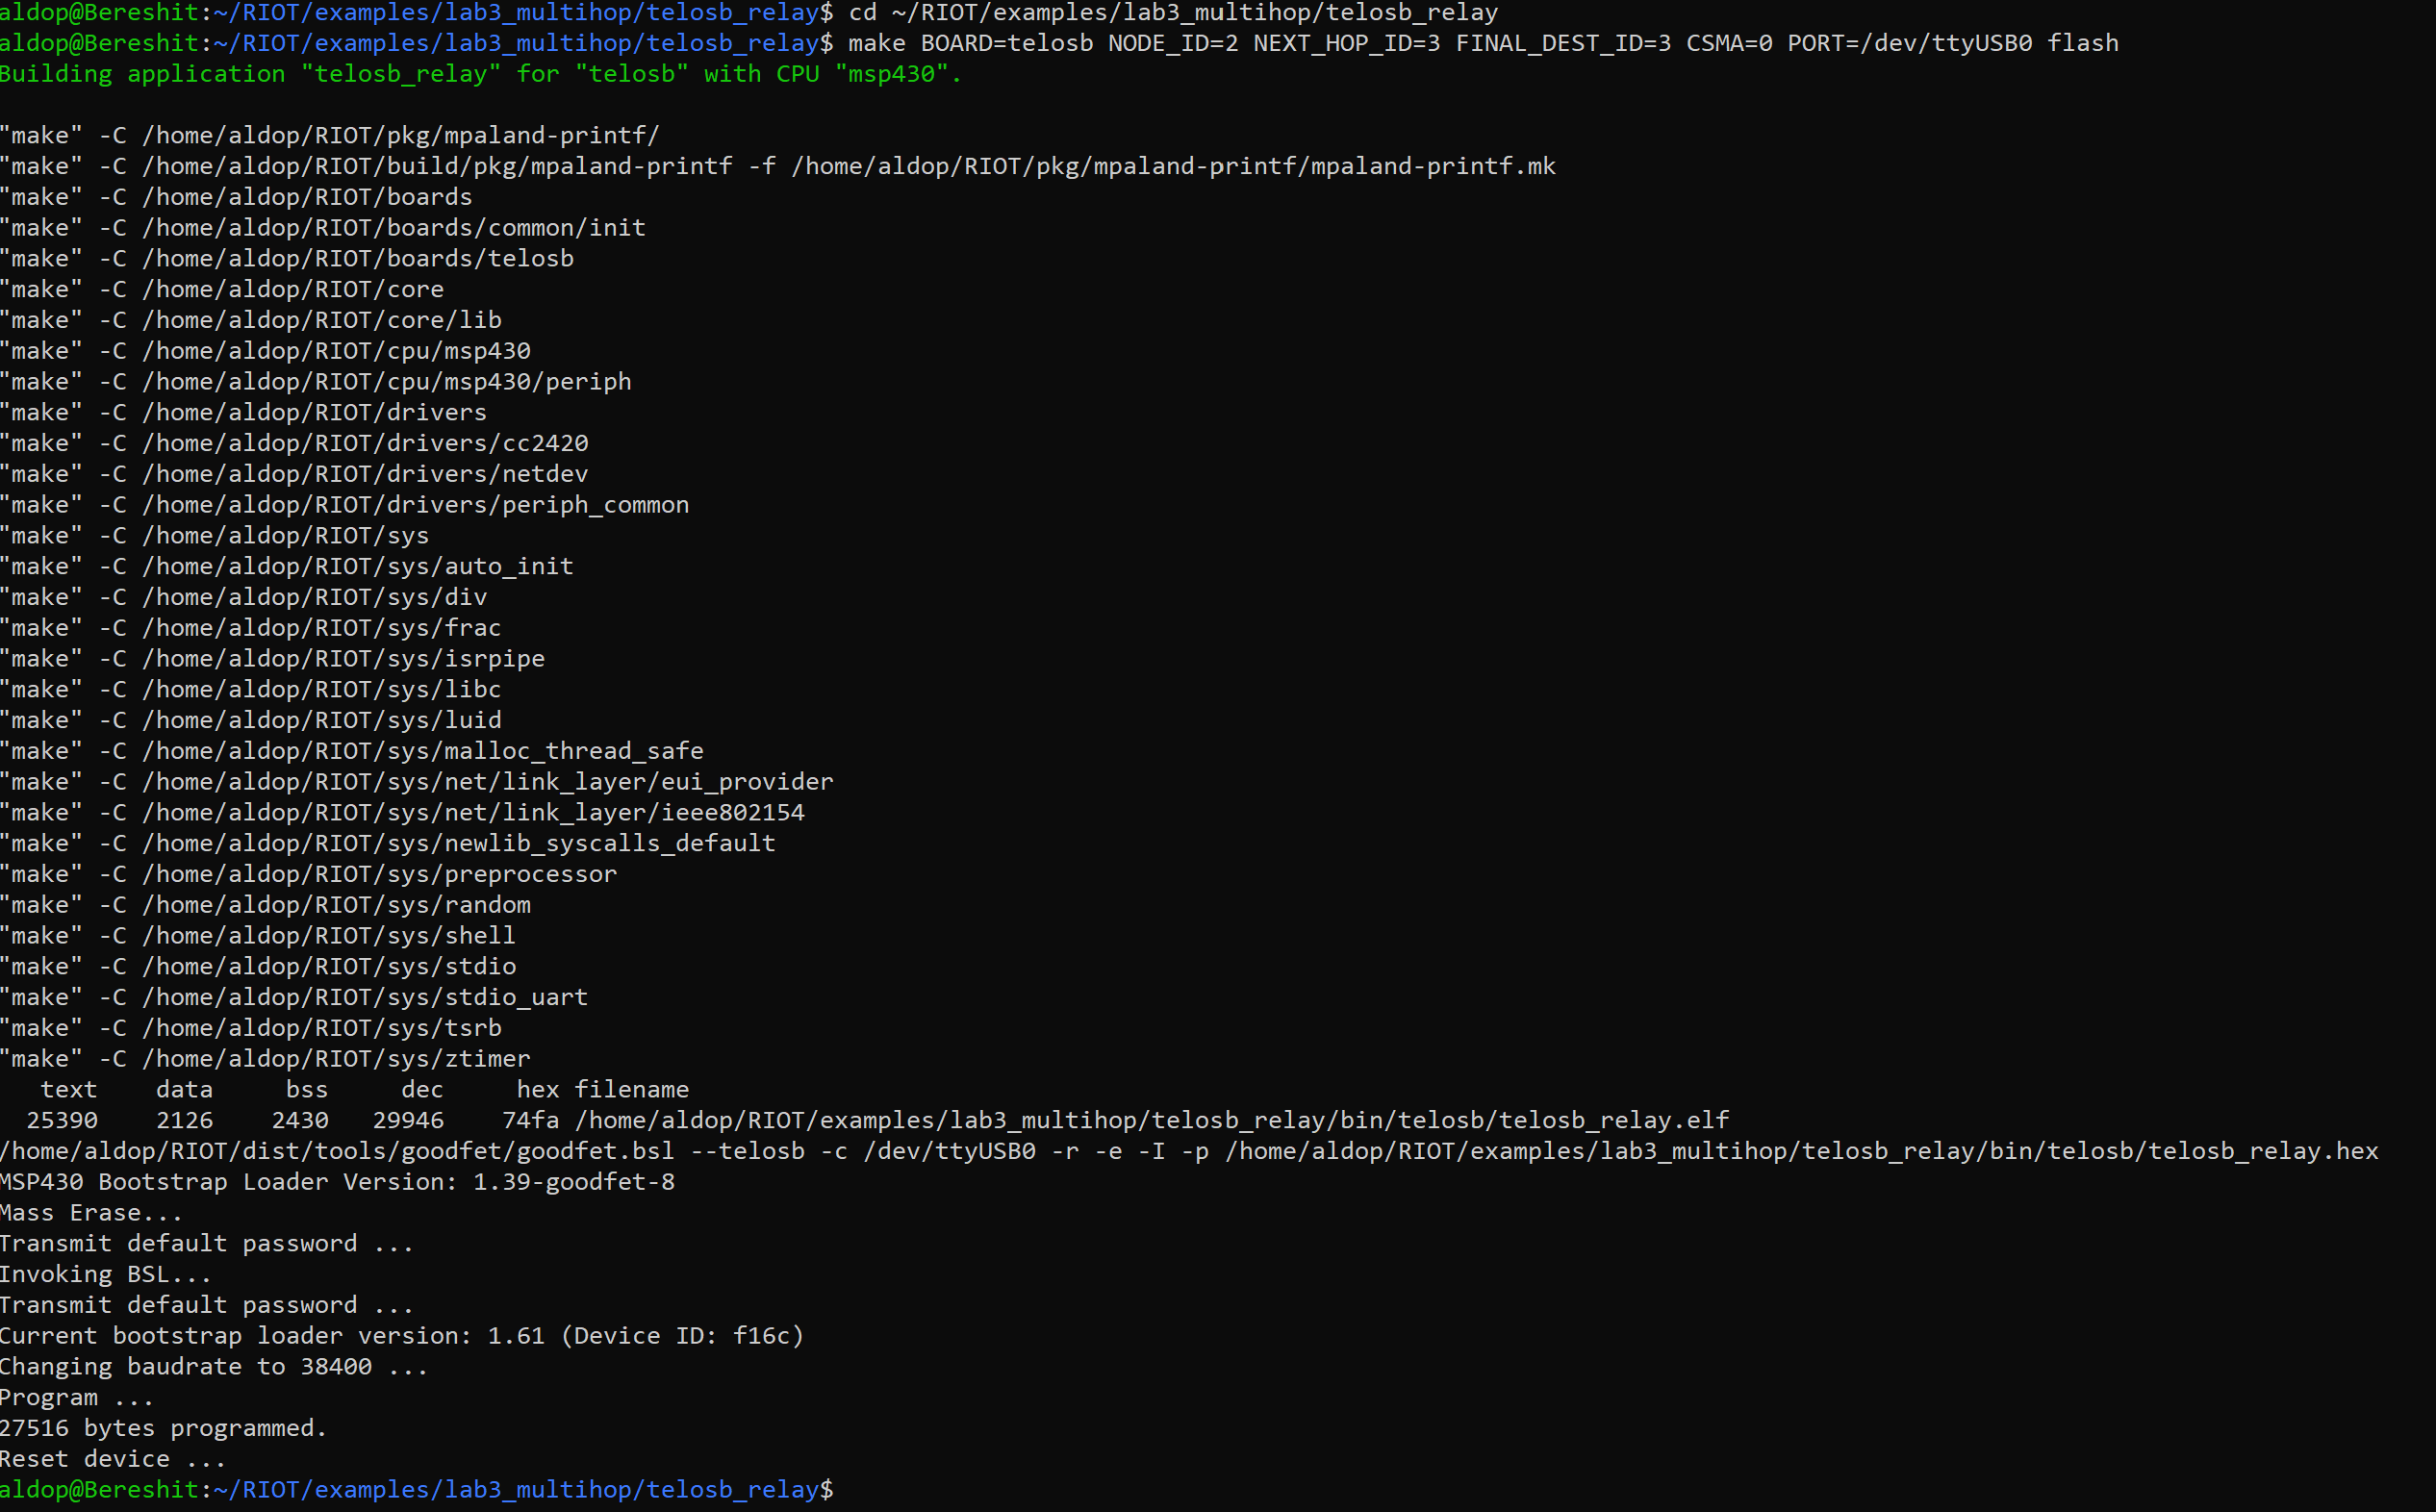 aldop@Bereshit:~/RIOT/examples/lab3_multihop/telosb_relay$ cd ~/RIOT/examples/lab3_multihop/telosb_relay
aldop@Bereshit:~/RIOT/examples/lab3_multihop/telosb_relay$ make BOARD=telosb NODE_ID=2 NEXT_HOP_ID=3 FINAL_DEST_ID=3 CSMA=0 PORT=/dev/ttyUSB0 flash
Building application "telosb_relay" for "telosb" with CPU "msp430".
"make" -C /home/aldop/RIOT/pkg/mpaland-printf/
"make" -C /home/aldop/RIOT/build/pkg/mpaland-printf -f /home/aldop/RIOT/pkg/mpaland-printf/mpaland-printf.mk
"make" -C /home/aldop/RIOT/boards
"make" -C /home/aldop/RIOT/boards/common/init
"make" -C /home/aldop/RIOT/boards/telosb
"make" -C /home/aldop/RIOT/core
"make" -C /home/aldop/RIOT/core/lib
"make" -C /home/aldop/RIOT/cpu/msp430
"make" -C /home/aldop/RIOT/cpu/msp430/periph
"make" -C /home/aldop/RIOT/drivers
"make" -C /home/aldop/RIOT/drivers/cc2420
"make" -C /home/aldop/RIOT/drivers/netdev
"make" -C /home/aldop/RIOT/drivers/periph_common
"make" -C /home/aldop/RIOT/sys
"make" -C /home/aldop/RIOT/sys/auto_init
"make" -C /home/aldop/RIOT/sys/div
"make" -C /home/aldop/RIOT/sys/frac
"make" -C /home/aldop/RIOT/sys/isrpipe
"make" -C /home/aldop/RIOT/sys/libc
"make" -C /home/aldop/RIOT/sys/luid
"make" -C /home/aldop/RIOT/sys/malloc_thread_safe
"make" -C /home/aldop/RIOT/sys/net/link_layer/eui_provider
"make" -C /home/aldop/RIOT/sys/net/link_layer/ieee802154
"make" -C /home/aldop/RIOT/sys/newlib_syscalls_default
"make" -C /home/aldop/RIOT/sys/preprocessor
"make" -C /home/aldop/RIOT/sys/random
"make" -C /home/aldop/RIOT/sys/shell
"make" -C /home/aldop/RIOT/sys/stdio
"make" -C /home/aldop/RIOT/sys/stdio_uart
"make" -C /home/aldop/RIOT/sys/tsrb
"make" -C /home/aldop/RIOT/sys/ztimer
   text    data     bss     dec     hex filename
  25390    2126    2430   29946    74fa /home/aldop/RIOT/examples/lab3_multihop/telosb_relay/bin/telosb/telosb_relay.elf
/home/aldop/RIOT/dist/tools/goodfet/goodfet.bsl --telosb -c /dev/ttyUSB0 -r -e -I -p /home/aldop/RIOT/examples/lab3_multihop/telosb_relay/bin/telosb/telosb_relay.hex
MSP430 Bootstrap Loader Version: 1.39-goodfet-8
Mass Erase...
Transmit default password ...
Invoking BSL...
Transmit default password ...
Current bootstrap loader version: 1.61 (Device ID: f16c)
Changing baudrate to 38400 ...
Program ...
27516 bytes programmed.
Reset device ...
aldop@Bereshit:~/RIOT/examples/lab3_multihop/telosb_relay$